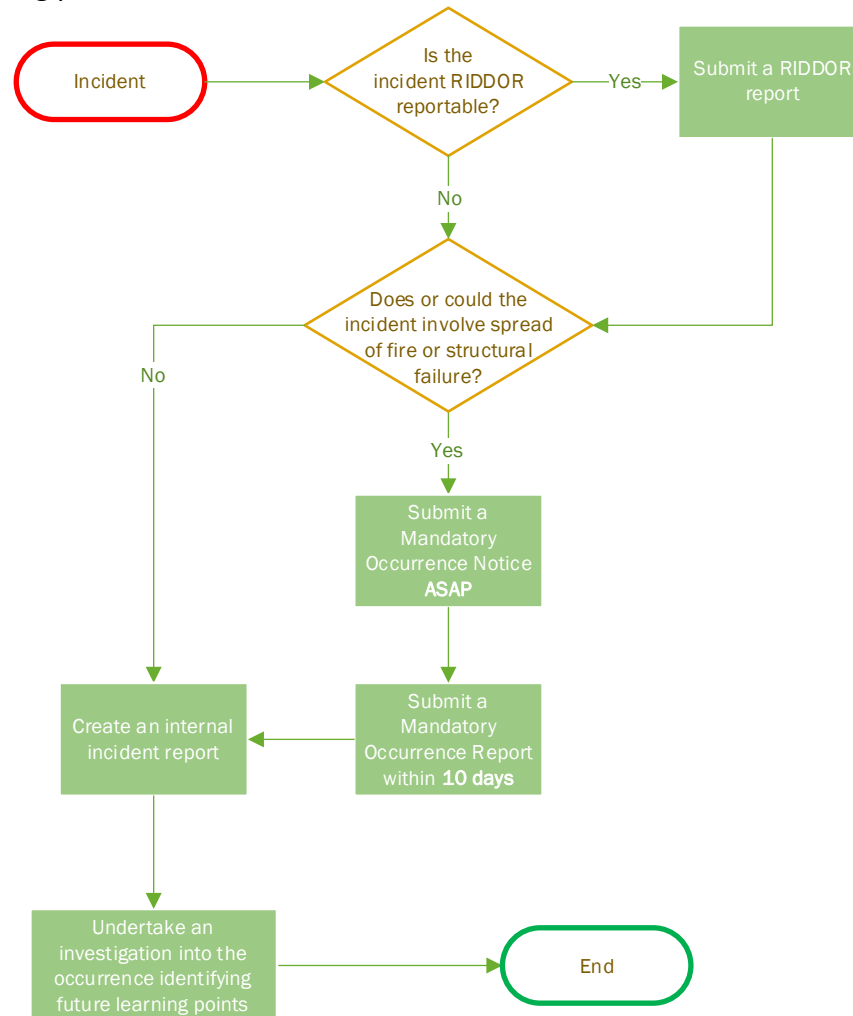 Incident
Is the
incident RIDDOR
reportable?
Yes
Submit a RIDDOR
report
No
Does or could the
incident involve spread
of fire or structural
failure?
No
Yes
Submit a
Mandatory
Occurrence Notice
ASAP
Create an internal
incident report
Submit a
Mandatory
Occurrence Report
within 10 days
Undertake an
investigation into the
occurrence identifying
future learning points
End